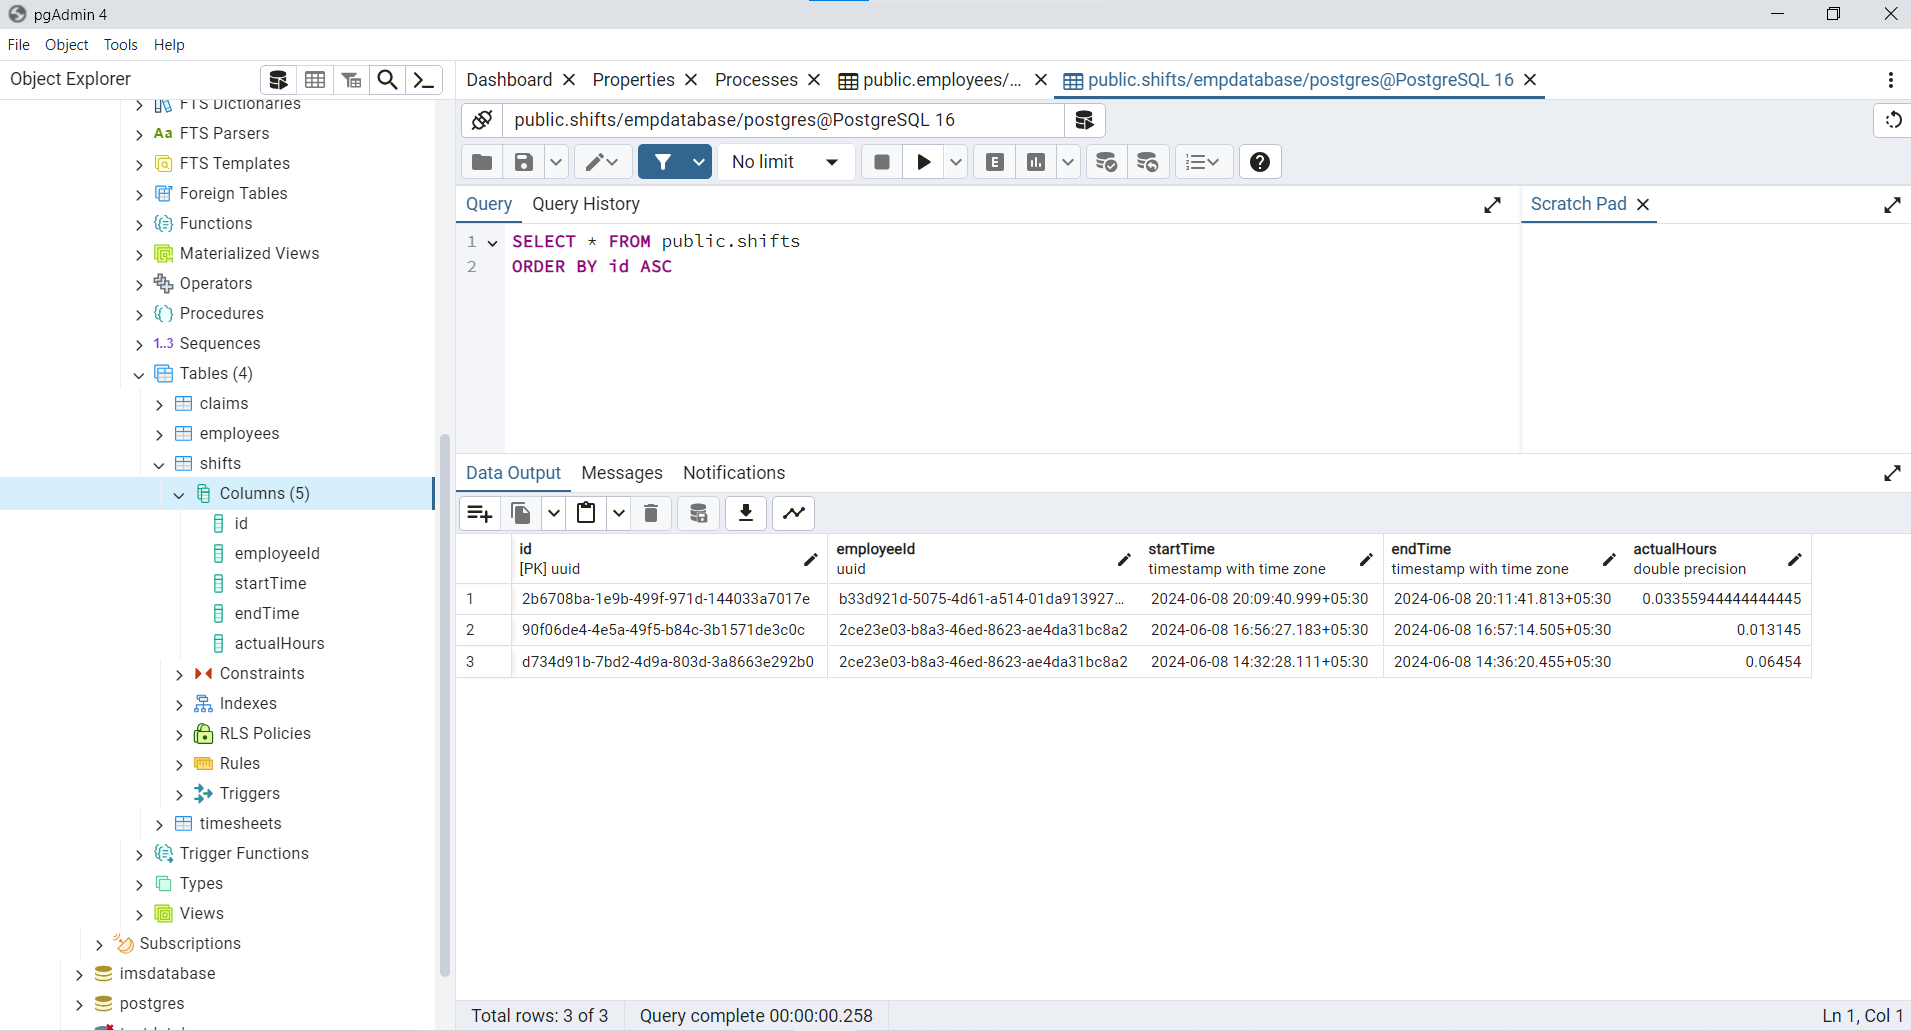 pgAdmin 4
File Object Tools Help
Object Explorer
FTS Dictionaries
Aa FTS Parsers
FTS Templates
Foreign Tables
Functions
Materialized Views
Operators
Procedures
1..3 Sequences
Tables (4)
claims
employees
shifts
Columns (5)
id
employeeId
startTime
endTime
actualHours
Constraints
Indexes
RLS Policies
Rules
Triggers
timesheets
Trigger Functions
Types
Views
Subscriptions
imsdatabase
postgres
Dashboard Properties Processes public.employees/... public.shifts/empdatabase/postgres@PostgreSQL 16
public.shifts/empdatabase/postgres@PostgreSQL 16
No limit E
Query Query History Scratch Pad
1 SELECT * FROM public.shifts
2 ORDER BY id ASC
Data Output Messages Notifications
id employeeId startTime endTime actualHours
[PK] uuid uuid timestamp with time zone timestamp with time zone double precision
1 2b6708ba-1e9b-499f-971d-144033a7017e b33d921d-5075-4d61-a514-01da913927... 2024-06-08 20:09:40.999+05:30 2024-06-08 20:11:41.813+05:30 0.03355944444444445
2 90f06de4-4e5a-49f5-b84c-3b1571de3c0c 2ce23e03-b8a3-46ed-8623-ae4da31bc8a2 2024-06-08 16:56:27.183+05:30 2024-06-08 16:57:14.505+05:30 0.013145
3 d734d91b-7bd2-4d9a-803d-3a8663e292b0 2ce23e03-b8a3-46ed-8623-ae4da31bc8a2 2024-06-08 14:32:28.111+05:30 2024-06-08 14:36:20.455+05:30 0.06454
Total rows: 3 of 3 Query complete 00:00:00.258 Ln 1, Col 1